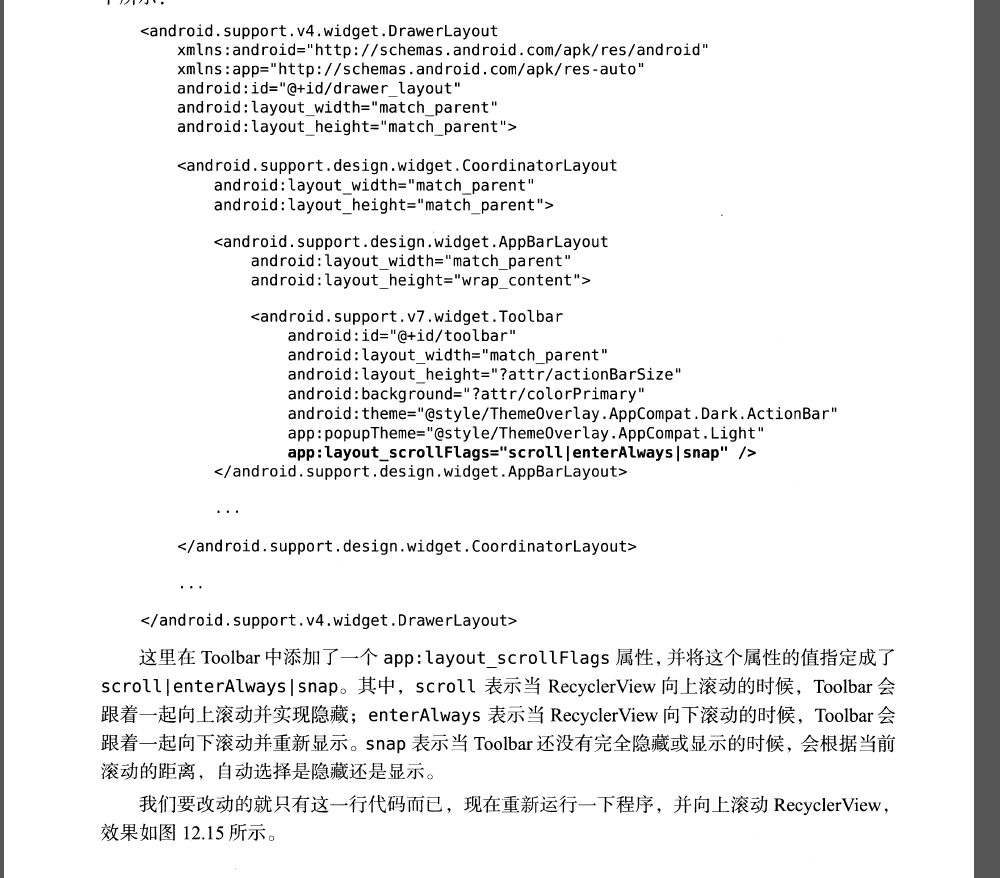 下所示：
<android.support.v4.widget.DrawerLayout
xmlns:android="http://schemas.android.com/apk/res/android"
xmlns:app="http://schemas.android.com/apk/res-auto"
android:id="@+id/drawer_layout"
android:layout_width="match_parent"
android:layout_height="match_parent">
<android.support.design.widget.CoordinatorLayout
android:layout_width="match_parent"
android:layout_height="match_parent">
<android.support.design.widget.AppBarLayout
android:layout_width="match_parent"
android:layout_height="wrap_content">
<android.support.v7.widget.Toolbar
android:id="@+id/toolbar"
android:layout_width="match_parent"
android:layout_height="?attr/actionBarSize"
android:background="?attr/colorPrimary"
android:theme="@style/ThemeOverlay.AppCompat.Dark.ActionBar"
app:popupTheme="@style/ThemeOverlay.AppCompat.Light"
app:layout_scrollFlags="scroll|enterAlways|snap" />
</android.support.design.widget.AppBarLayout>
...
</android.support.design.widget.CoordinatorLayout>
...
</android.support.v4.widget.DrawerLayout>
这里在 Toolbar 中添加了一个 app:layout_scrollFlags 属性，并将这个属性的值指定成了
scroll|enterAlways|snap。其中，scroll 表示当 RecyclerView 向上滚动的时候，Toolbar 会
跟着一起向上滚动并实现隐藏；enterAlways 表示当 RecyclerView 向下滚动的时候，Toolbar 会
跟着一起向下滚动并重新显示。snap 表示当 Toolbar 还没有完全隐藏或显示的时候，会根据当前
滚动的距离，自动选择是隐藏还是显示。
我们要改动的就只有这一行代码而已，现在重新运行一下程序，并向上滚动 RecyclerView，
效果如图 12.15 所示。